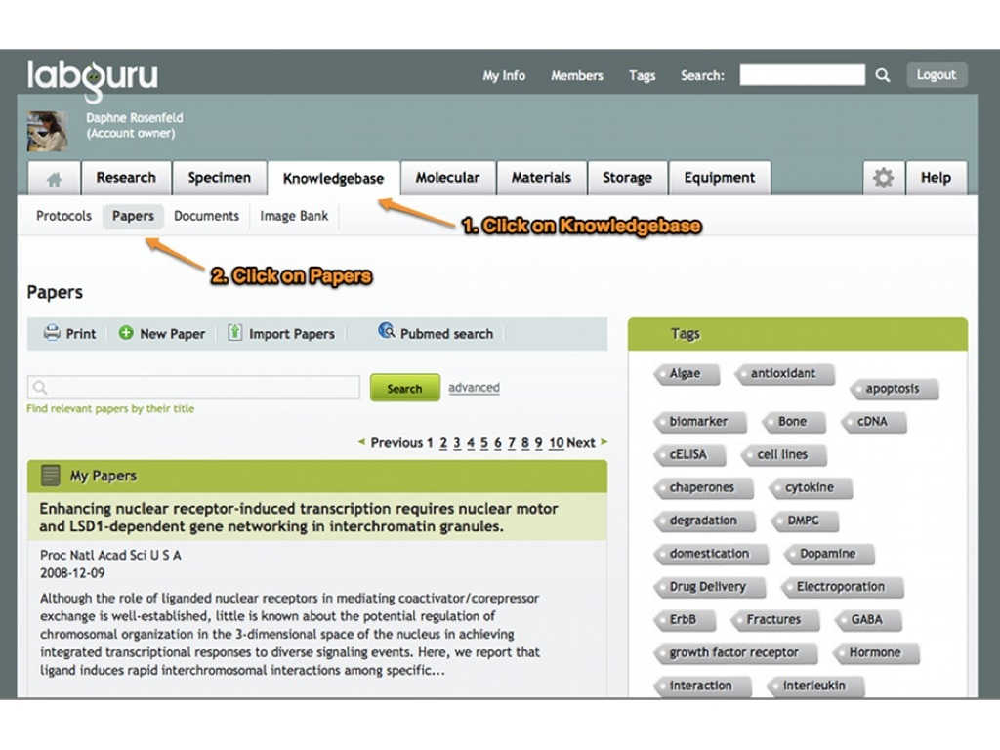 labguru
My Info Members Tags Search: Logout
Daphne Rosenfeld
(Account owner)
Research Specimen Knowledgebase Molecular Materials Storage Equipment Help
Protocols Papers Documents Image Bank
1. Click on Knowledgebase
2. Click on Papers
Papers
Print New Paper Import Papers Pubmed search
Search advanced
Find relevant papers by their title
Previous 1 2 3 4 5 6 7 8 9 10 Next
My Papers
Enhancing nuclear receptor-induced transcription requires nuclear motor
and LSD1-dependent gene networking in interchromatin granules.
Proc Natl Acad Sci U S A
2008-12-09
Although the role of liganded nuclear receptors in mediating coactivator/corepressor
exchange is well-established, little is known about the potential regulation of
chromosomal organization in the 3-dimensional space of the nucleus in achieving
integrated transcriptional responses to diverse signaling events. Here, we report that
ligand induces rapid interchromosomal interactions among specific...
Tags
Algae antioxidant
apoptosis
biomarker Bone cDNA
cELISA cell lines
chaperones cytokine
degradation DMPC
domestication Dopamine
Drug Delivery Electroporation
ErbB Fractures GABA
growth factor receptor Hormone
interaction interleukin